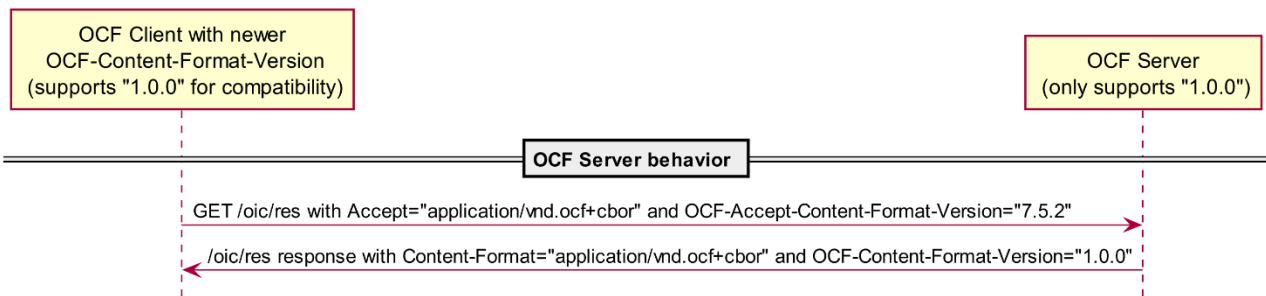 OCF Client with newer
OCF-Content-Format-Version
(supports "1.0.0" for compatibility)
OCF Server
(only supports "1.0.0")
OCF Server behavior
GET /oic/res with Accept="application/vnd.ocf+cbor" and OCF-Accept-Content-Format-Version="7.5.2"
/oic/res response with Content-Format="application/vnd.ocf+cbor" and OCF-Content-Format-Version="1.0.0"